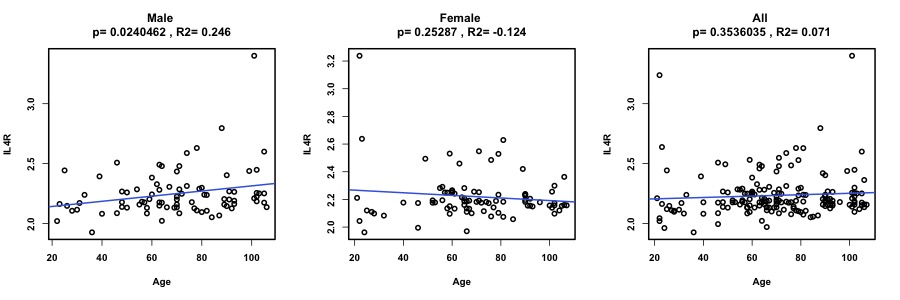 Male
p= 0.0240462 , R2= 0.246
IL4R
3.0
2.5
2.0
20 40 60 80 100
Age
Female
p= 0.25287 , R2= -0.124
IL4R
3.2
3.0
2.8
2.6
2.4
2.2
2.0
20 40 60 80 100
Age
All
p= 0.3536035 , R2= 0.071
IL4R
3.0
2.5
2.0
20 40 60 80 100
Age